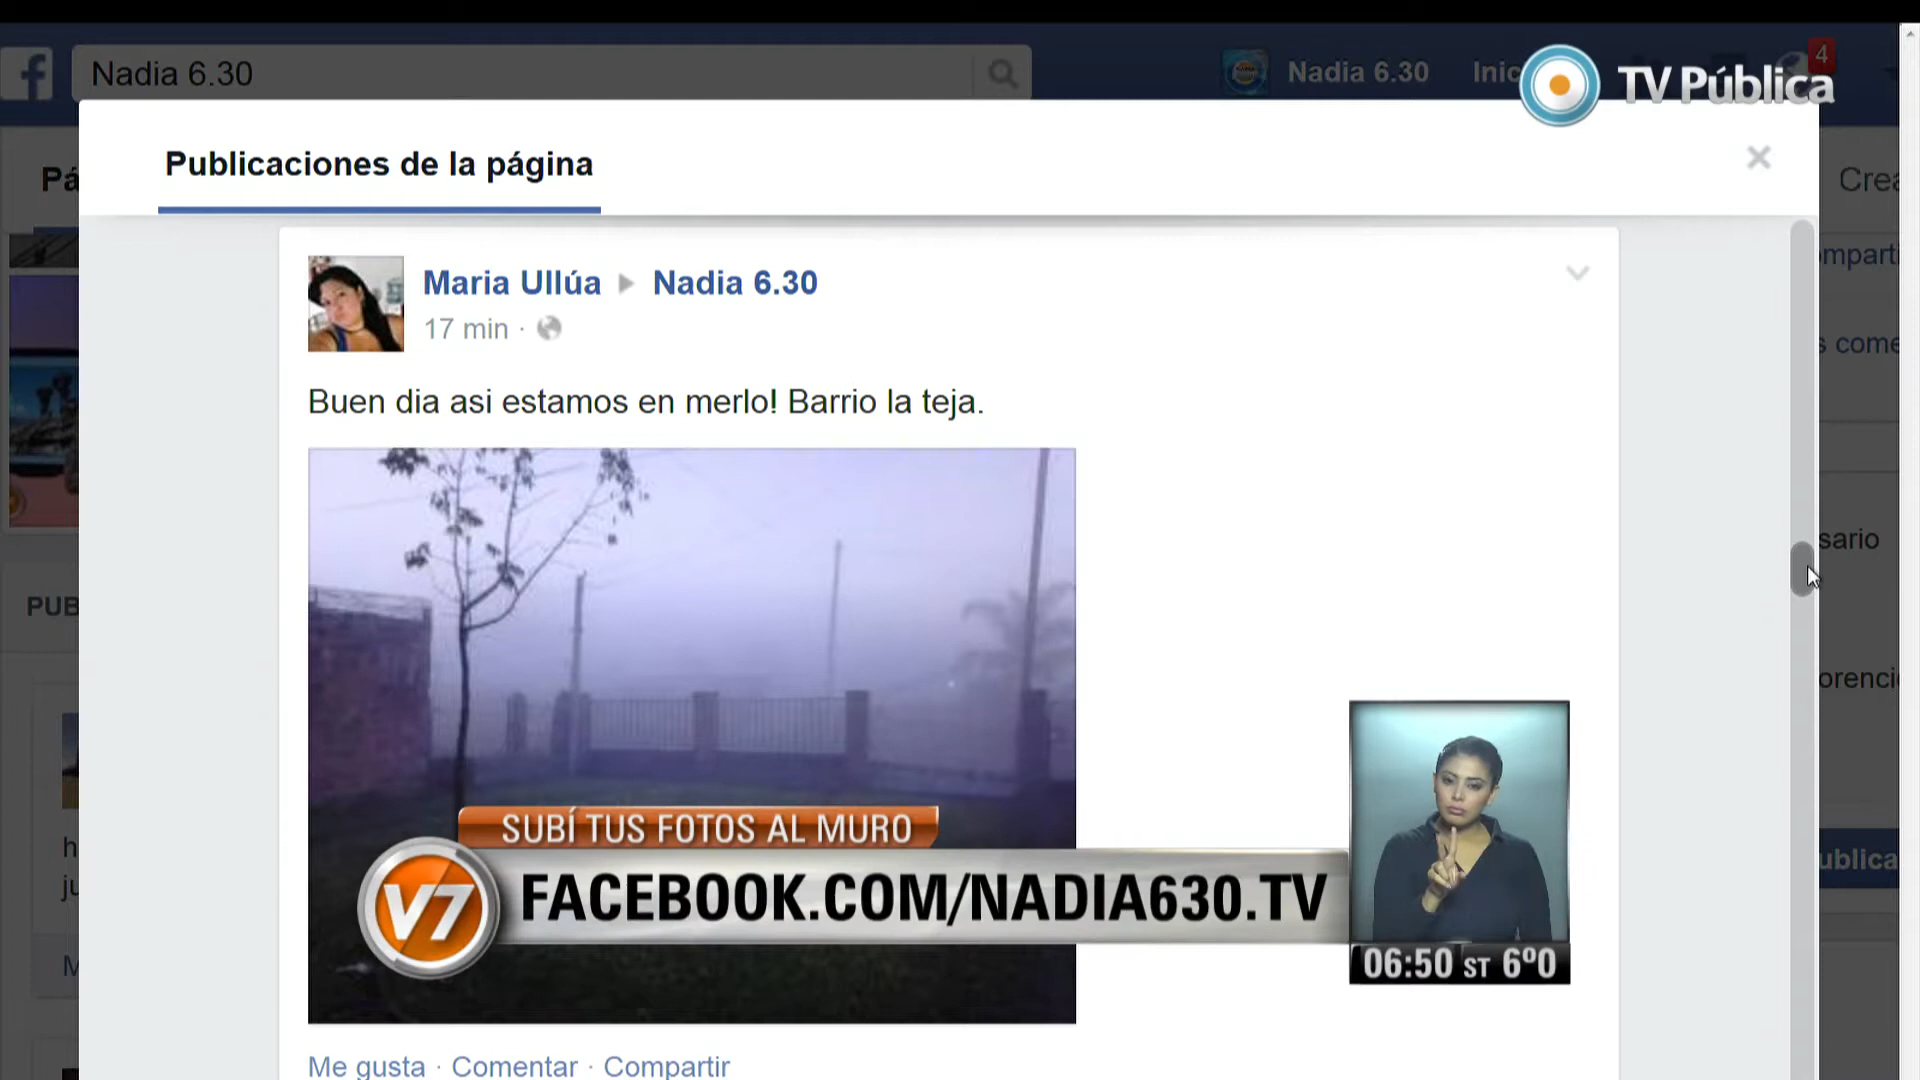 Nadia 6.30
Nadia 6.30
4
TV Pública
Publicaciones de la página
Maria Ullúa
Nadia 6.30
17 min ·
Buen dia asi estamos en merlo! Barrio la teja.
SUBÍ TUS FOTOS AL MURO
V7
FACEBOOK.COM/NADIA630.TV
06:50 ST 6º0
Me gusta · Comentar · Compartir